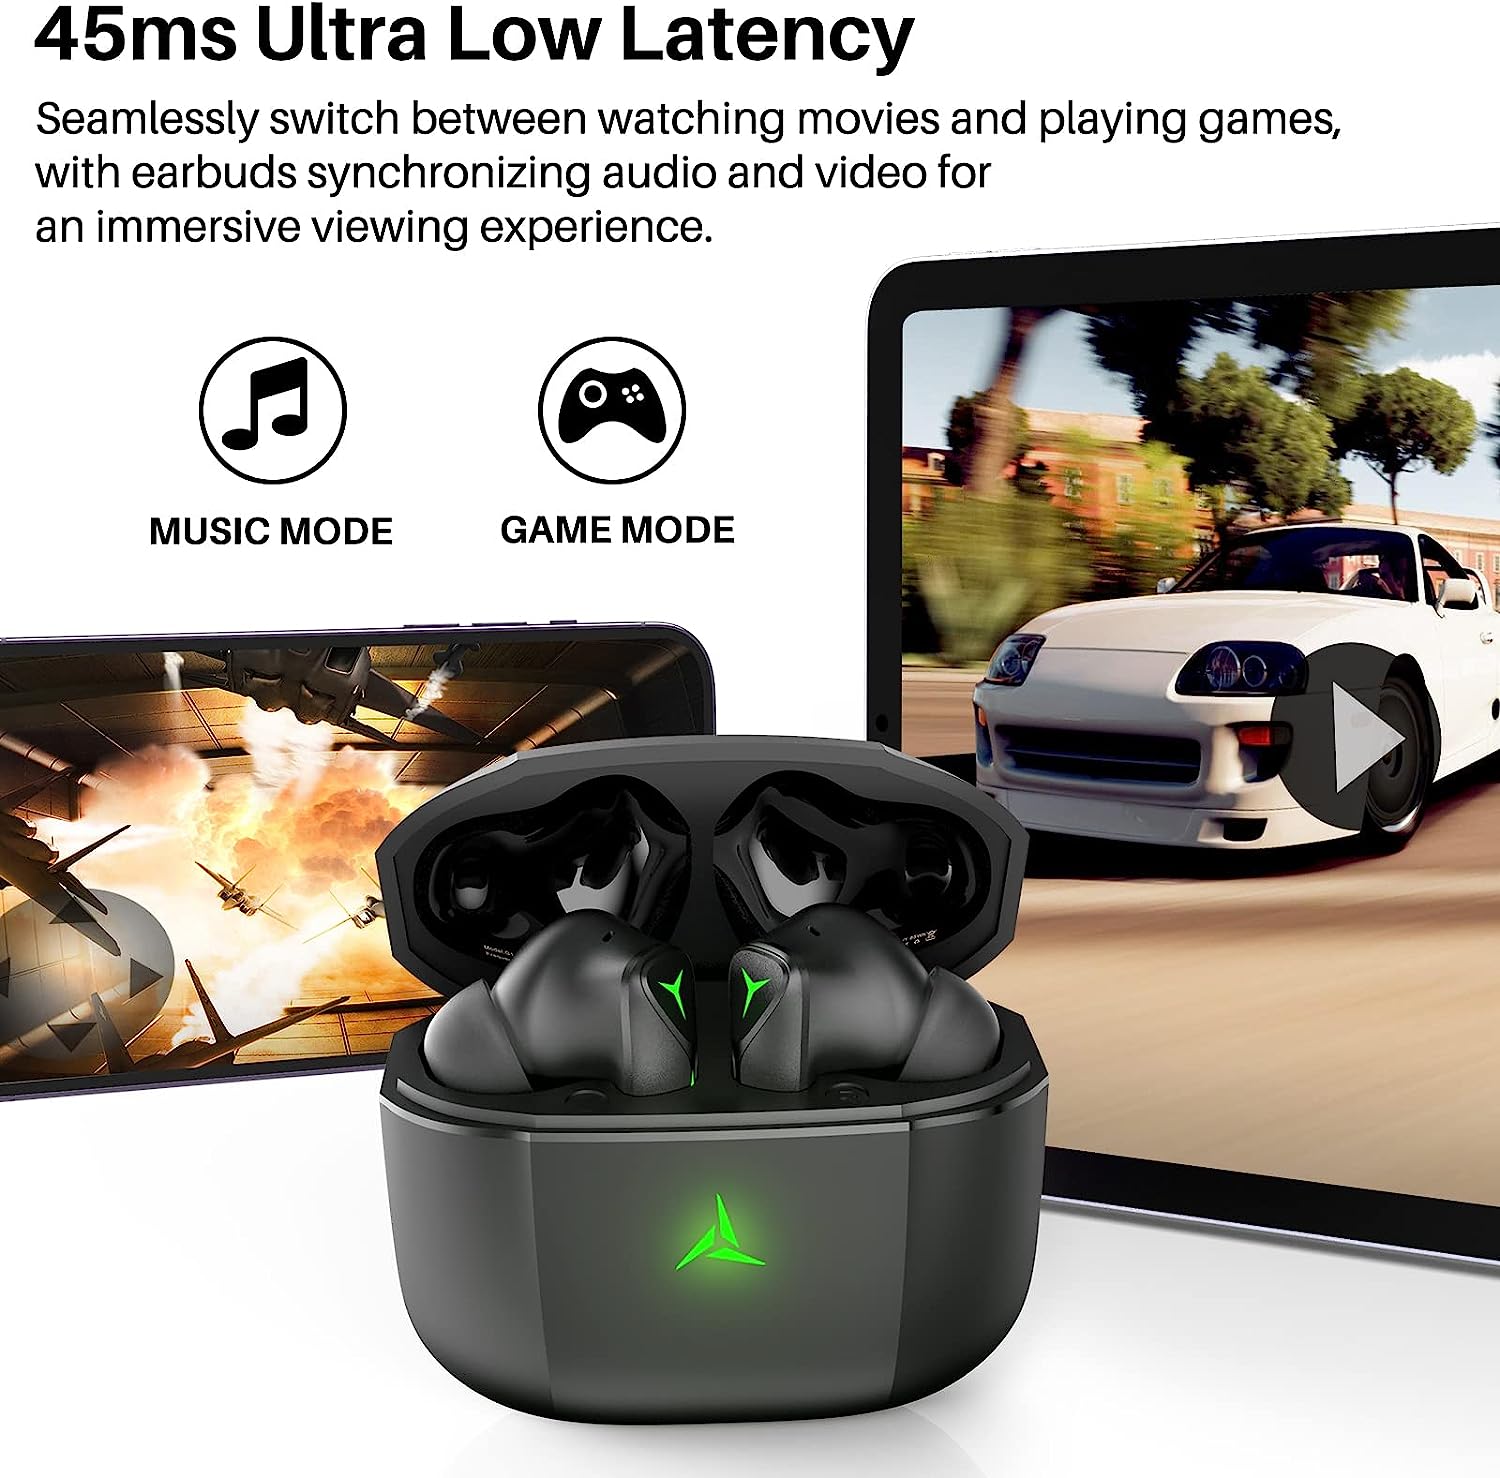 45ms Ultra Low Latency
Seamlessly switch between watching movies and playing games,
with earbuds synchronizing audio and video for
an immersive viewing experience.
MUSIC MODE
GAME MODE